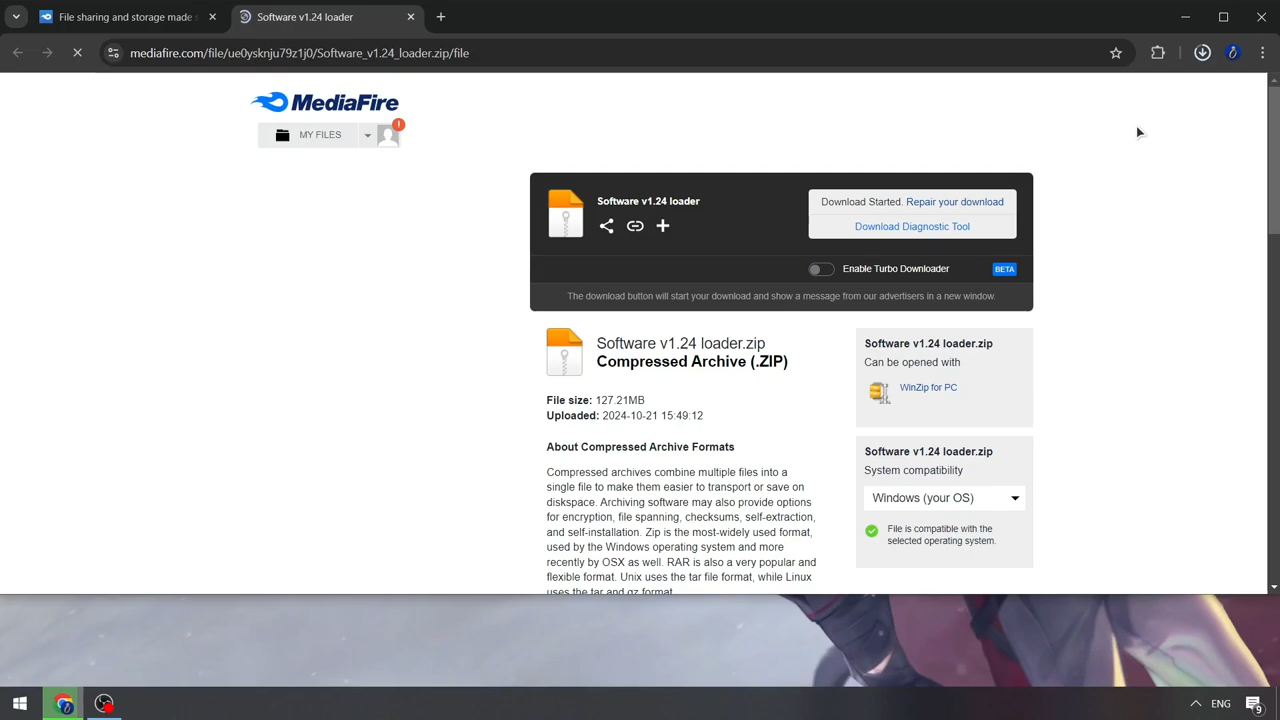 File sharing and storage made s
Software v1.24 loader
mediafire.com/file/ue0ysknju79z1j0/Software_v1.24_loader.zip/file
MediaFire
MY FILES
!
Software v1.24 loader
Download Started. Repair your download
Download Diagnostic Tool
Enable Turbo Downloader
BETA
The download button will start your download and show a message from our advertisers in a new window.
Software v1.24 loader.zip
Compressed Archive (.ZIP)
File size: 127.21MB
Uploaded: 2024-10-21 15:49:12
About Compressed Archive Formats
Compressed archives combine multiple files into a
single file to make them easier to transport or save on
diskspace. Archiving software may also provide options
for encryption, file spanning, checksums, self-extraction,
and self-installation. Zip is the most-widely used format,
used by the Windows operating system and more
recently by OSX as well. RAR is also a very popular and
flexible format. Unix uses the tar file format, while Linux
uses the tar and gz format.
Software v1.24 loader.zip
Can be opened with
WinZip for PC
Software v1.24 loader.zip
System compatibility
Windows (your OS)
File is compatible with the
selected operating system.
ENG
9